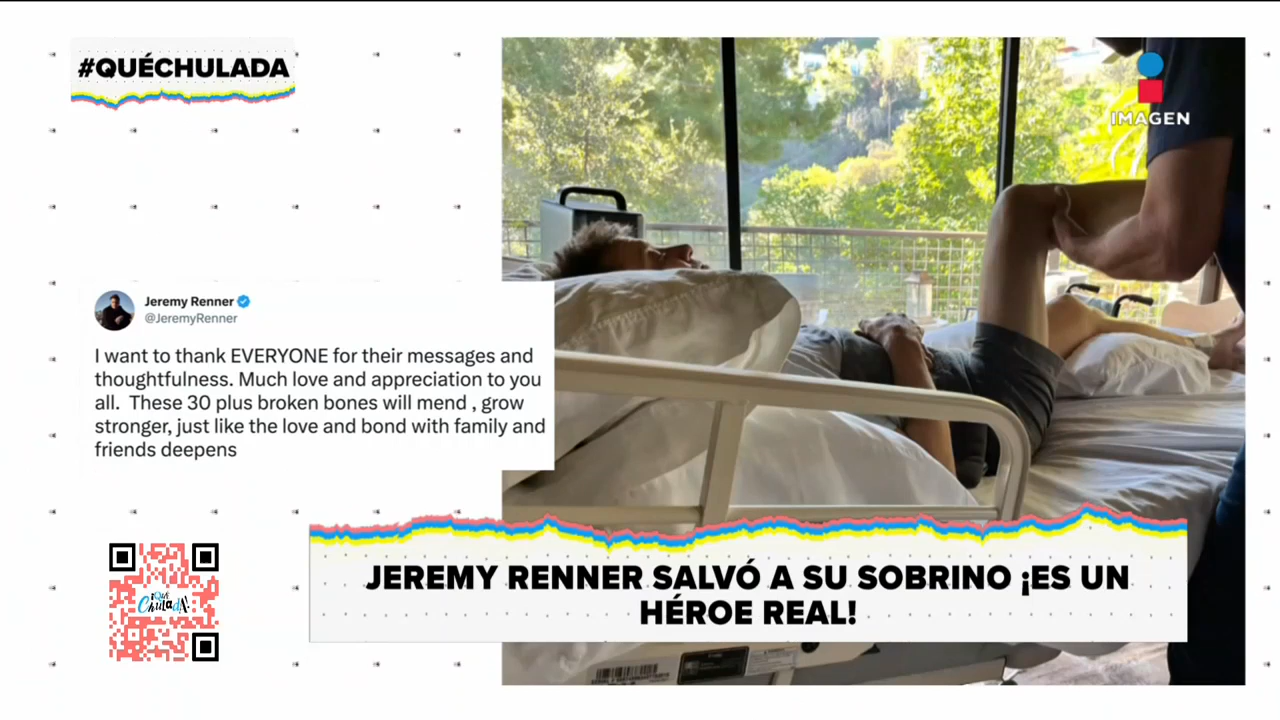 #QUÉCHULADA
IMAGEN
Jeremy Renner
@JeremyRenner
I want to thank EVERYONE for their messages and
thoughtfulness. Much love and appreciation to you
all.  These 30 plus broken bones will mend , grow
stronger, just like the love and bond with family and
friends deepens
¡QUÉ
ChuladA!
JEREMY RENNER SALVÓ A SU SOBRINO ¡ES UN
HÉROE REAL!